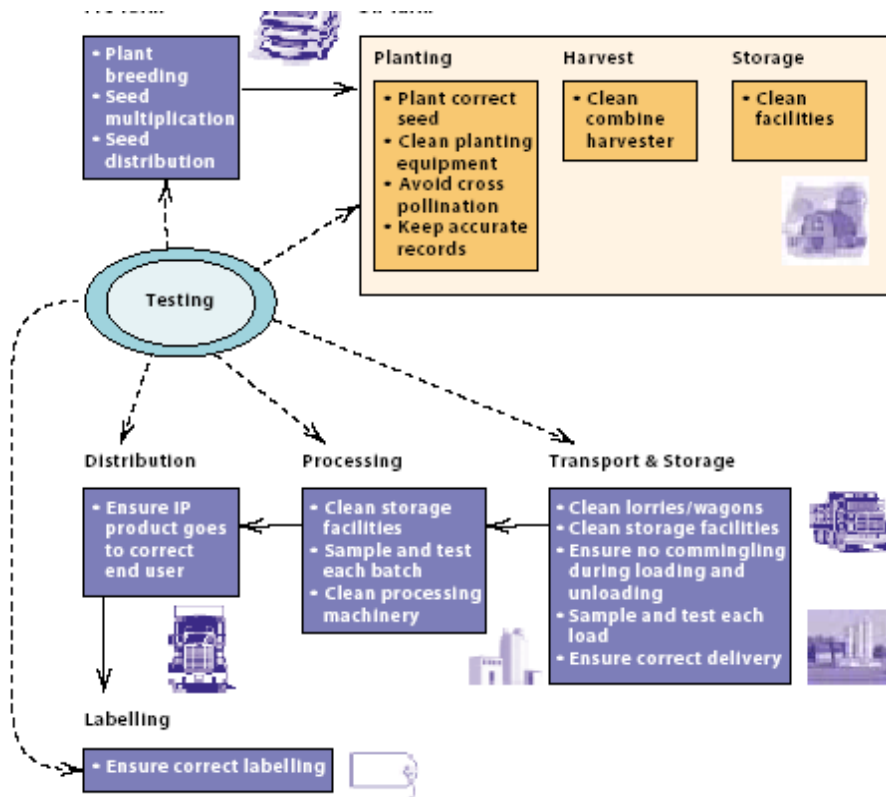 • Plant
breeding
• Seed
multiplication
• Seed
distribution
Planting
• Plant correct
seed
• Clean planting
equipment
• Avoid cross
pollination
• Keep accurate
records
Harvest
• Clean
combine
harvester
Storage
• Clean
facilities
Testing
Distribution
• Ensure IP
product goes
to correct
end user
Processing
• Clean storage
facilities
• Sample and test
each batch
• Clean processing
machinery
Transport & Storage
• Clean lorries/wagons
• Clean storage facilities
• Ensure no commingling
during loading and
unloading
• Sample and test each
load
• Ensure correct delivery
Labelling
• Ensure correct labelling